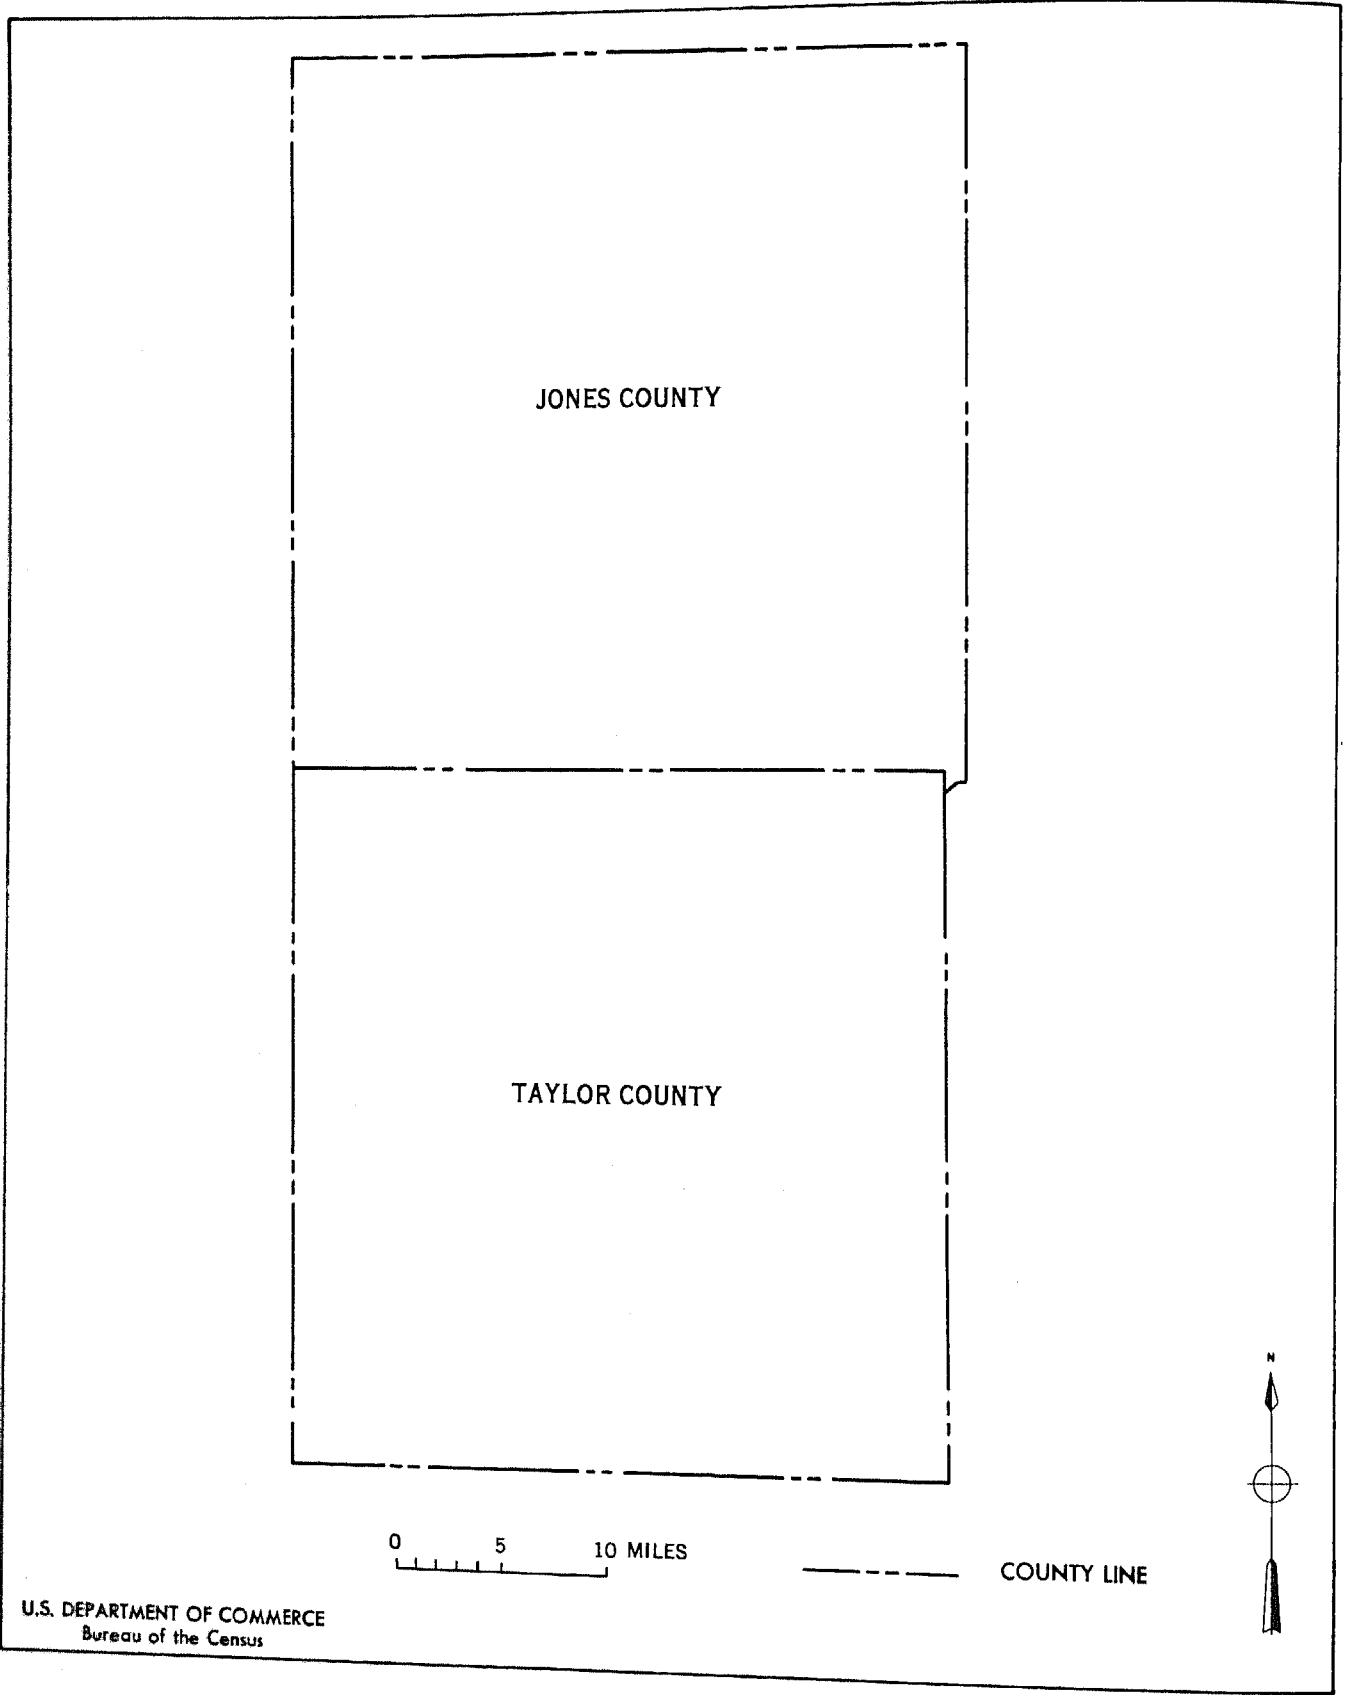 JONES COUNTY
TAYLOR COUNTY
N
0 5 10 MILES
COUNTY LINE
U.S. DEPARTMENT OF COMMERCE
Bureau of the Census